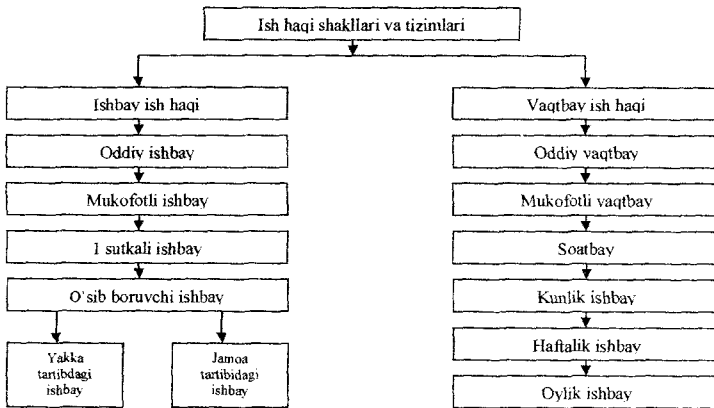 Ish haqi shakllari va tizimlari
Ishbay ish haqi
Oddiy ishbay
Mukofotli ishbay
1 sutkali ishbay
O`sib boruvchi ishbay
Yakka
tartibdagi
ishbay
Jamoa
tartibidagi
ishbay
Vaqtbay ish haqi
Oddiy vaqtbay
Mukofotli vaqtbay
Soatbay
Kunlik ishbay
Haftalik ishbay
Oylik ishbay